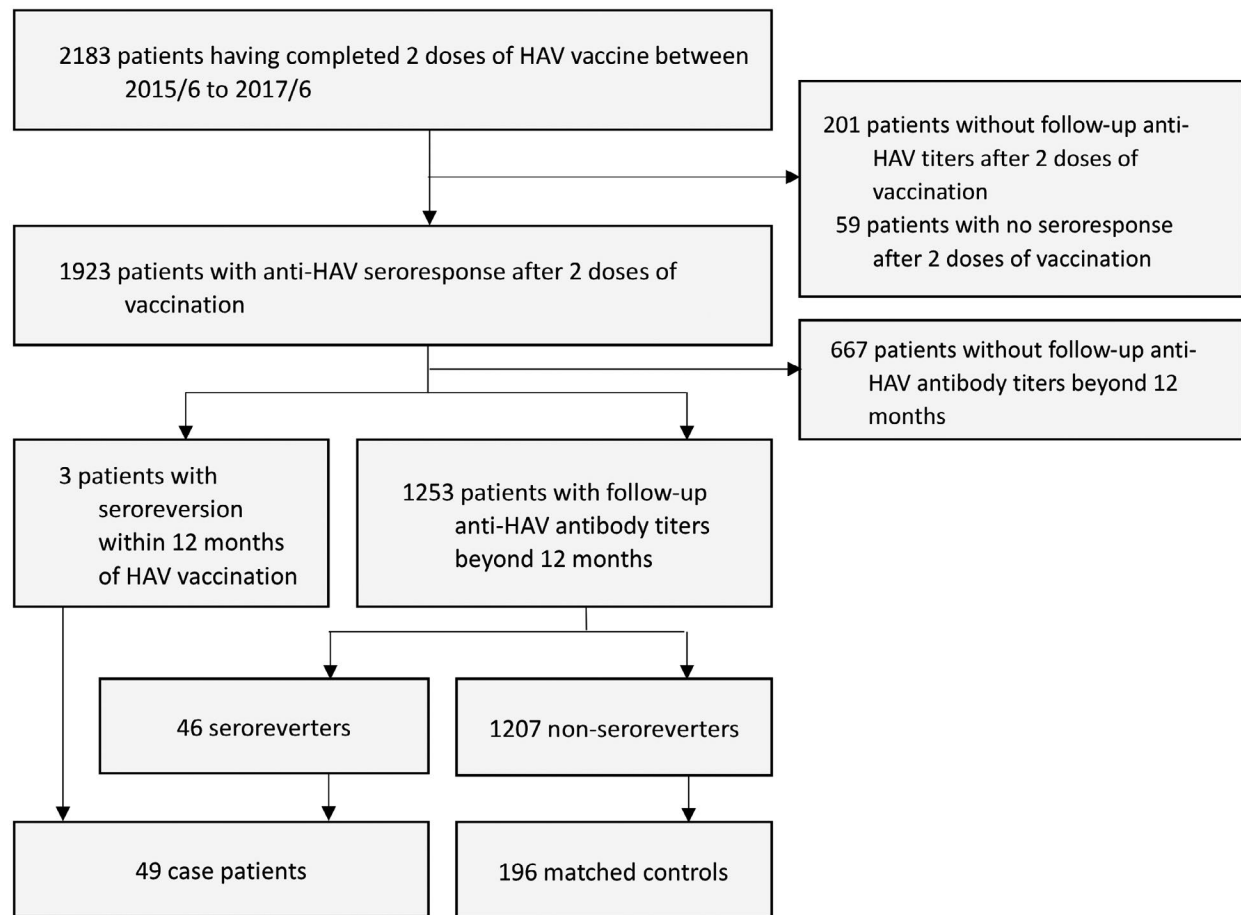 2183 patients having completed 2 doses of HAV vaccine between
2015/6 to 2017/6
201 patients without follow-up anti-
HAV titers after 2 doses of
vaccination
59 patients with no seroresponse
after 2 doses of vaccination
1923 patients with anti-HAV seroresponse after 2 doses of
vaccination
667 patients without follow-up anti-
HAV antibody titers beyond 12
months
3 patients with
seroreversion
within 12 months
of HAV vaccination
1253 patients with follow-up
anti-HAV antibody titers
beyond 12 months
46 seroreverters
1207 non-seroreverters
49 case patients
196 matched controls